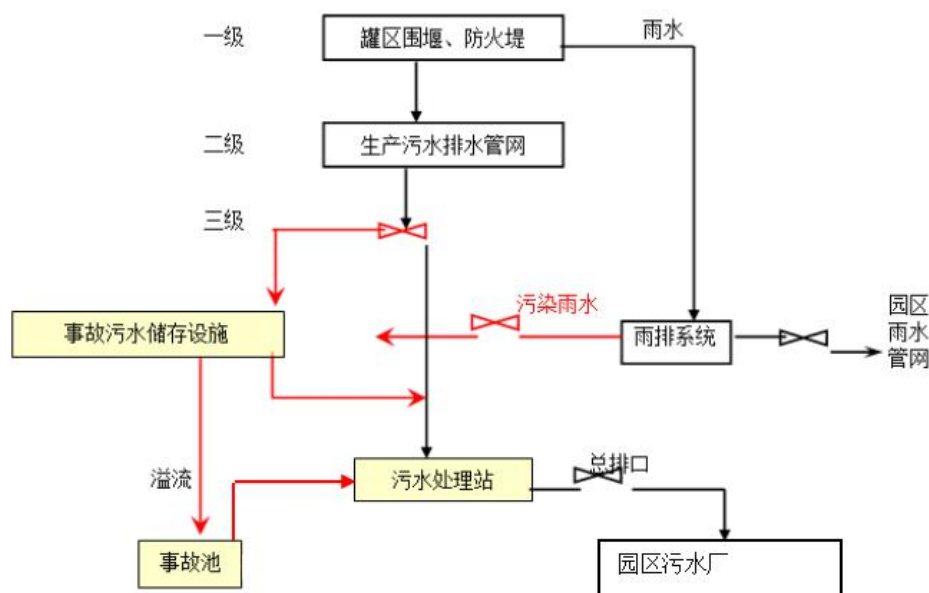 一级
罐区围堰、防火堤
雨水
二级
生产污水排水管网
三级
污染雨水
园区
雨水
管网
事故污水储存设施
雨排系统
溢流
污水处理站
总排口
事故池
园区污水厂